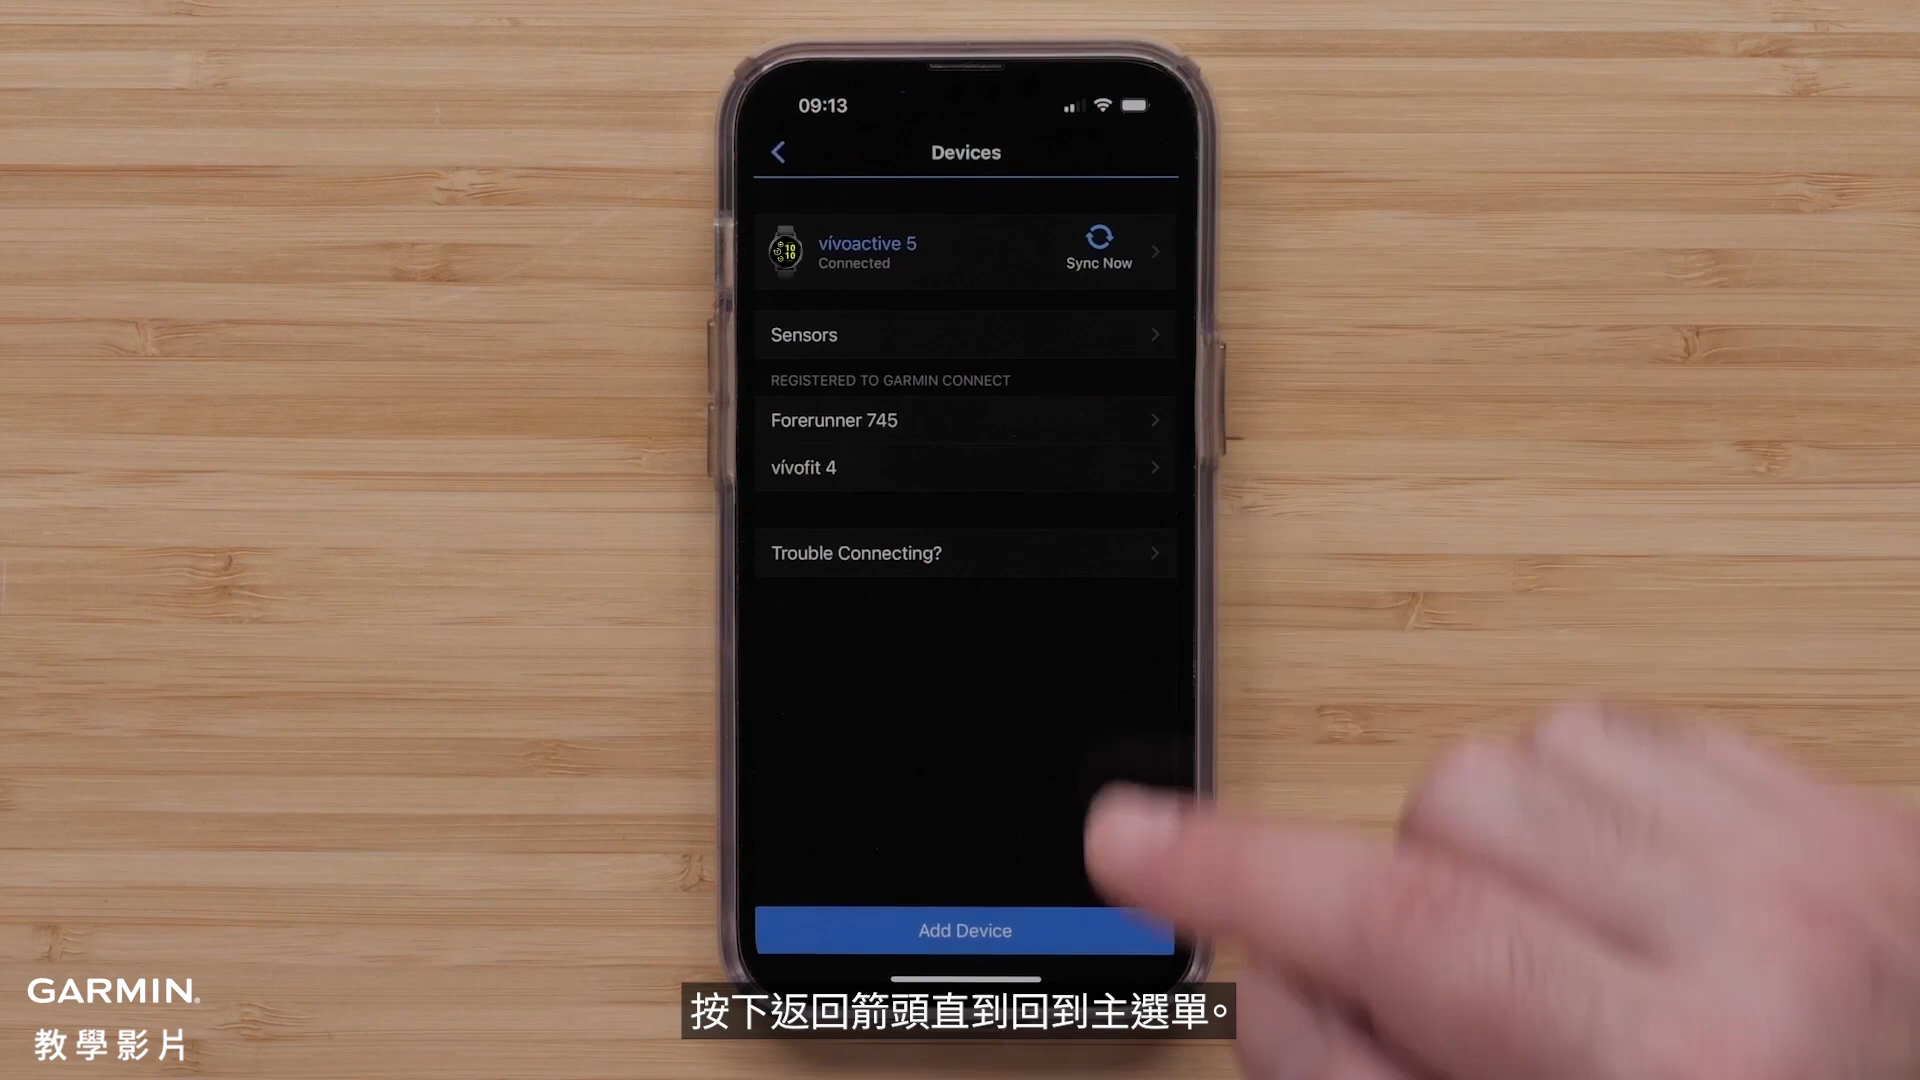 09:13
Devices
10
10
vívoactive 5
Connected
Sync Now
Sensors
REGISTERED TO GARMIN CONNECT
Forerunner 745
vívofit 4
Trouble Connecting?
Add Device
GARMIN®
教學影片
按下返回箭頭直到回到主選單。